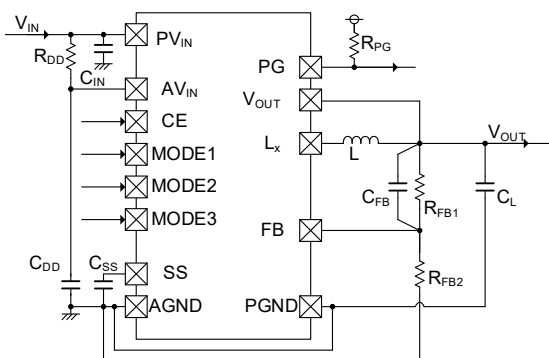 VIN
PVIN
RDD
CIN
AVIN
CE
MODE1
MODE2
MODE3
CDD
CSS
SS
AGND
RPG
PG
VOUT
Lx
L
VOUT
CFB
RFB1
CL
FB
RFB2
PGND